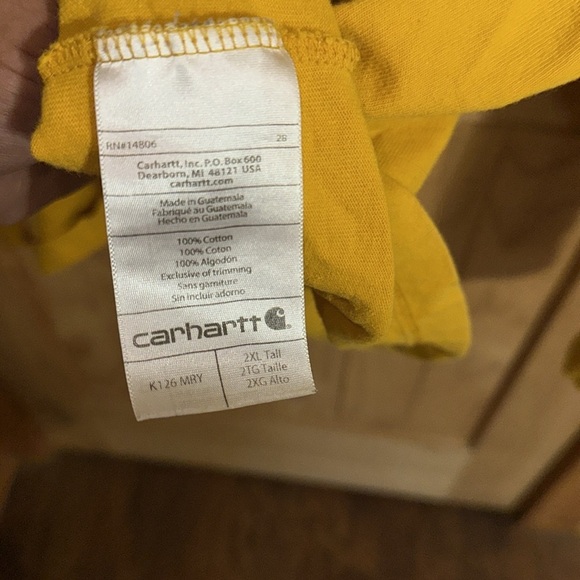 RN#14806 26
Carhartt, Inc. P.O. Box 600
Dearborn, MI 48121 USA
carhartt.com
Made in Guatemala
Fabriqué au Guatemala
Hecho en Guatemala
100% Cotton
100% Coton
100% Algodón
Exclusive of trimming
Sans garniture
Sin incluir adorno
carhartt
K126 MRY
2XL Tall
2TG Taille
2XG Alto